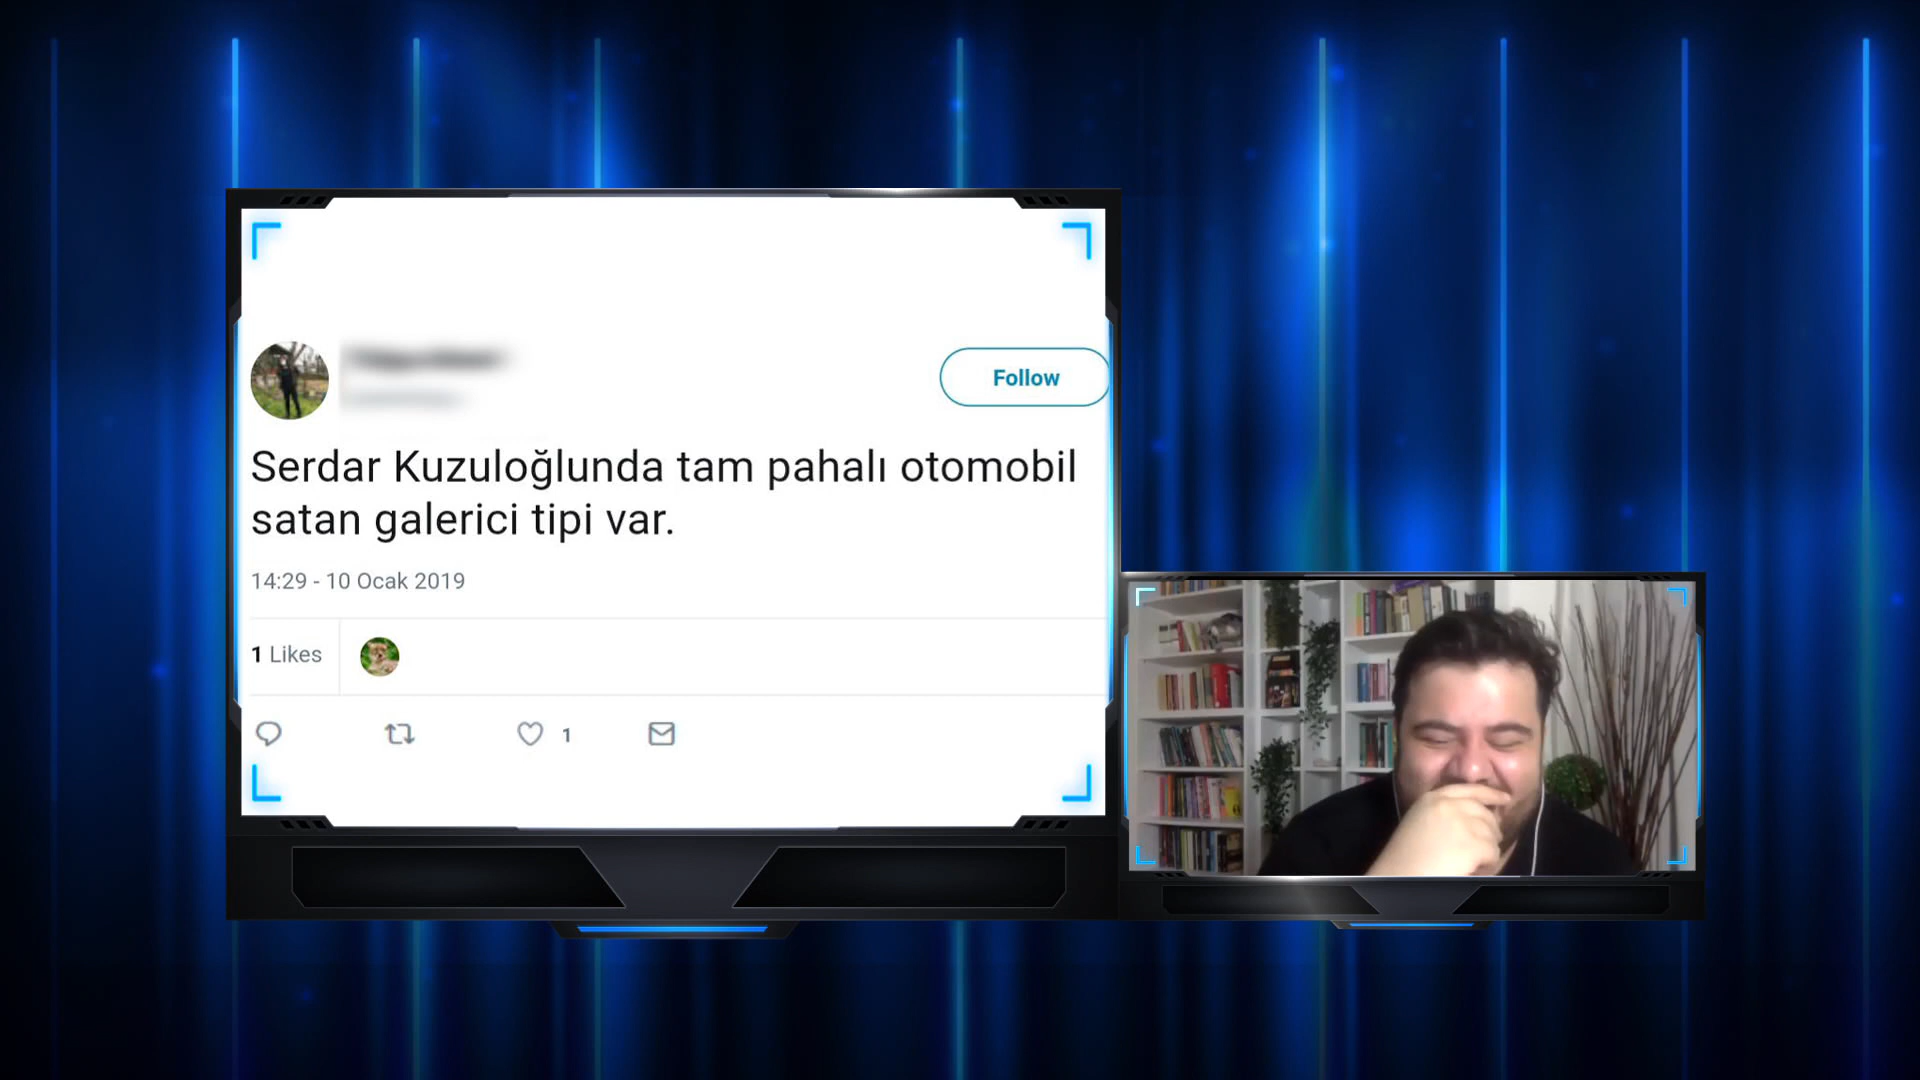 Follow
Serdar Kuzuloğlunda tam pahalı otomobil
satan galerici tipi var.
14:29 - 10 Ocak 2019
1 Likes
1